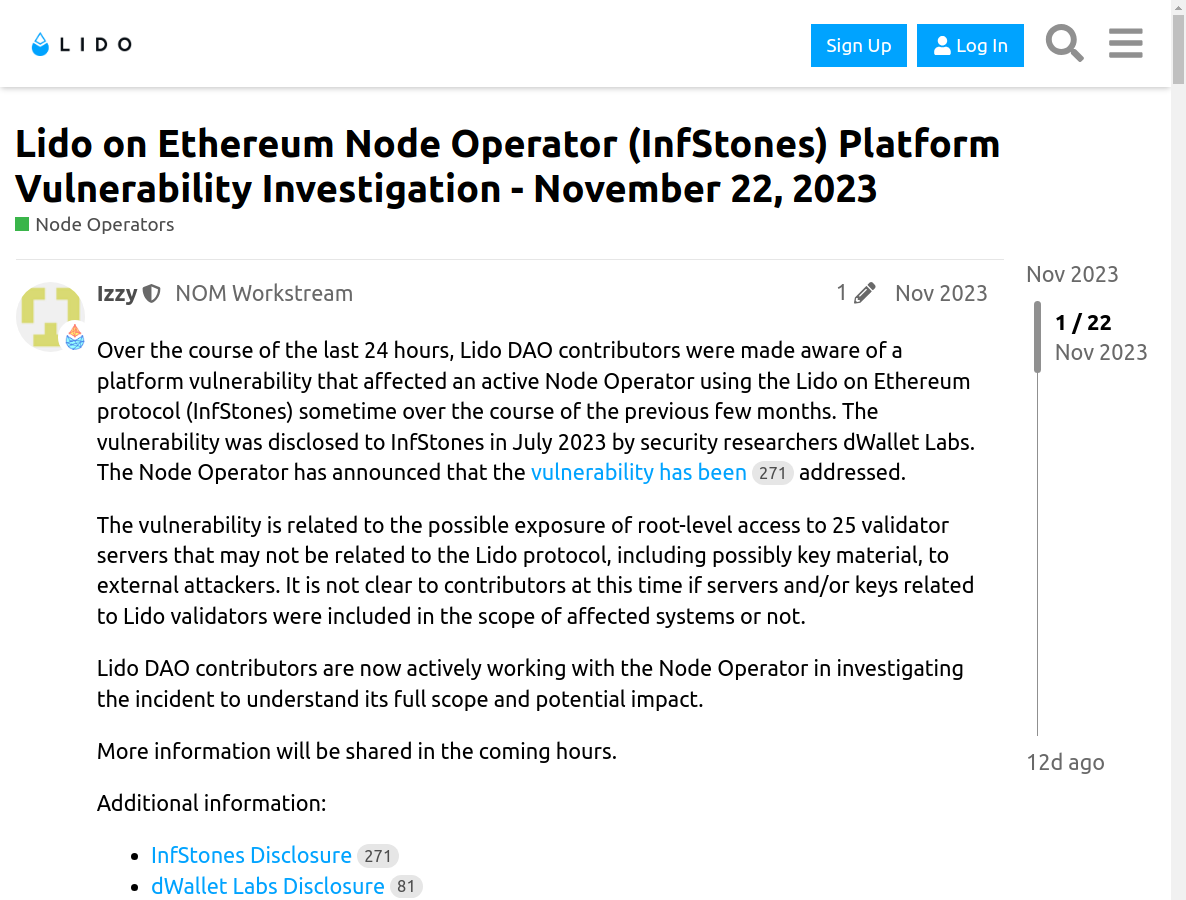 LIDO
Sign Up
Log In
Lido on Ethereum Node Operator (InfStones) Platform
Vulnerability Investigation - November 22, 2023
Node Operators
Izzy NOM Workstream 1 Nov 2023
Over the course of the last 24 hours, Lido DAO contributors were made aware of a
platform vulnerability that affected an active Node Operator using the Lido on Ethereum
protocol (InfStones) sometime over the course of the previous few months. The
vulnerability was disclosed to InfStones in July 2023 by security researchers dWallet Labs.
The Node Operator has announced that the vulnerability has been 271 addressed.
The vulnerability is related to the possible exposure of root-level access to 25 validator
servers that may not be related to the Lido protocol, including possibly key material, to
external attackers. It is not clear to contributors at this time if servers and/or keys related
to Lido validators were included in the scope of affected systems or not.
Lido DAO contributors are now actively working with the Node Operator in investigating
the incident to understand its full scope and potential impact.
More information will be shared in the coming hours.
Additional information:
InfStones Disclosure 271
dWallet Labs Disclosure 81
Nov 2023
1 / 22
Nov 2023
12d ago